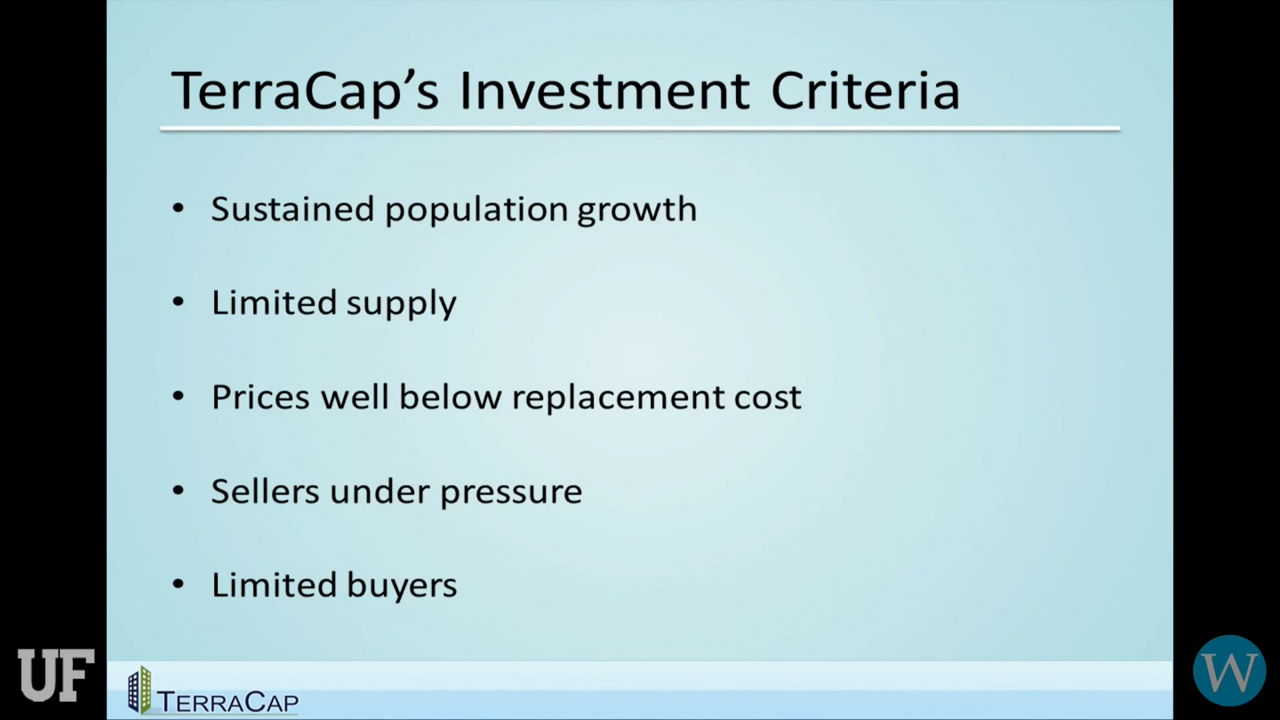 TerraCap’s Investment Criteria
• Sustained population growth
• Limited supply
• Prices well below replacement cost
• Sellers under pressure
• Limited buyers
UF
TERRACAP
W